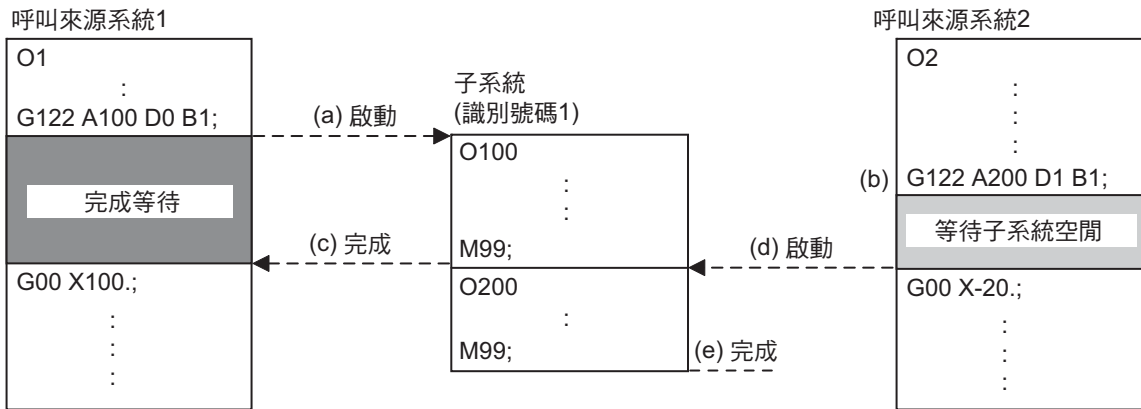 呼叫來源系統1
O1
:
G122 A100 D0 B1;
完成等待
G00 X100.;
:
:
:
(a) 啟動
(c) 完成
子系統
(識別號碼1)
O100
:
:
M99;
O200
:
M99;
(d) 啟動
(e) 完成
呼叫來源系統2
O2
:
:
:
(b)
G122 A200 D1 B1;
等待子系統空閒
G00 X-20.;
:
:
: